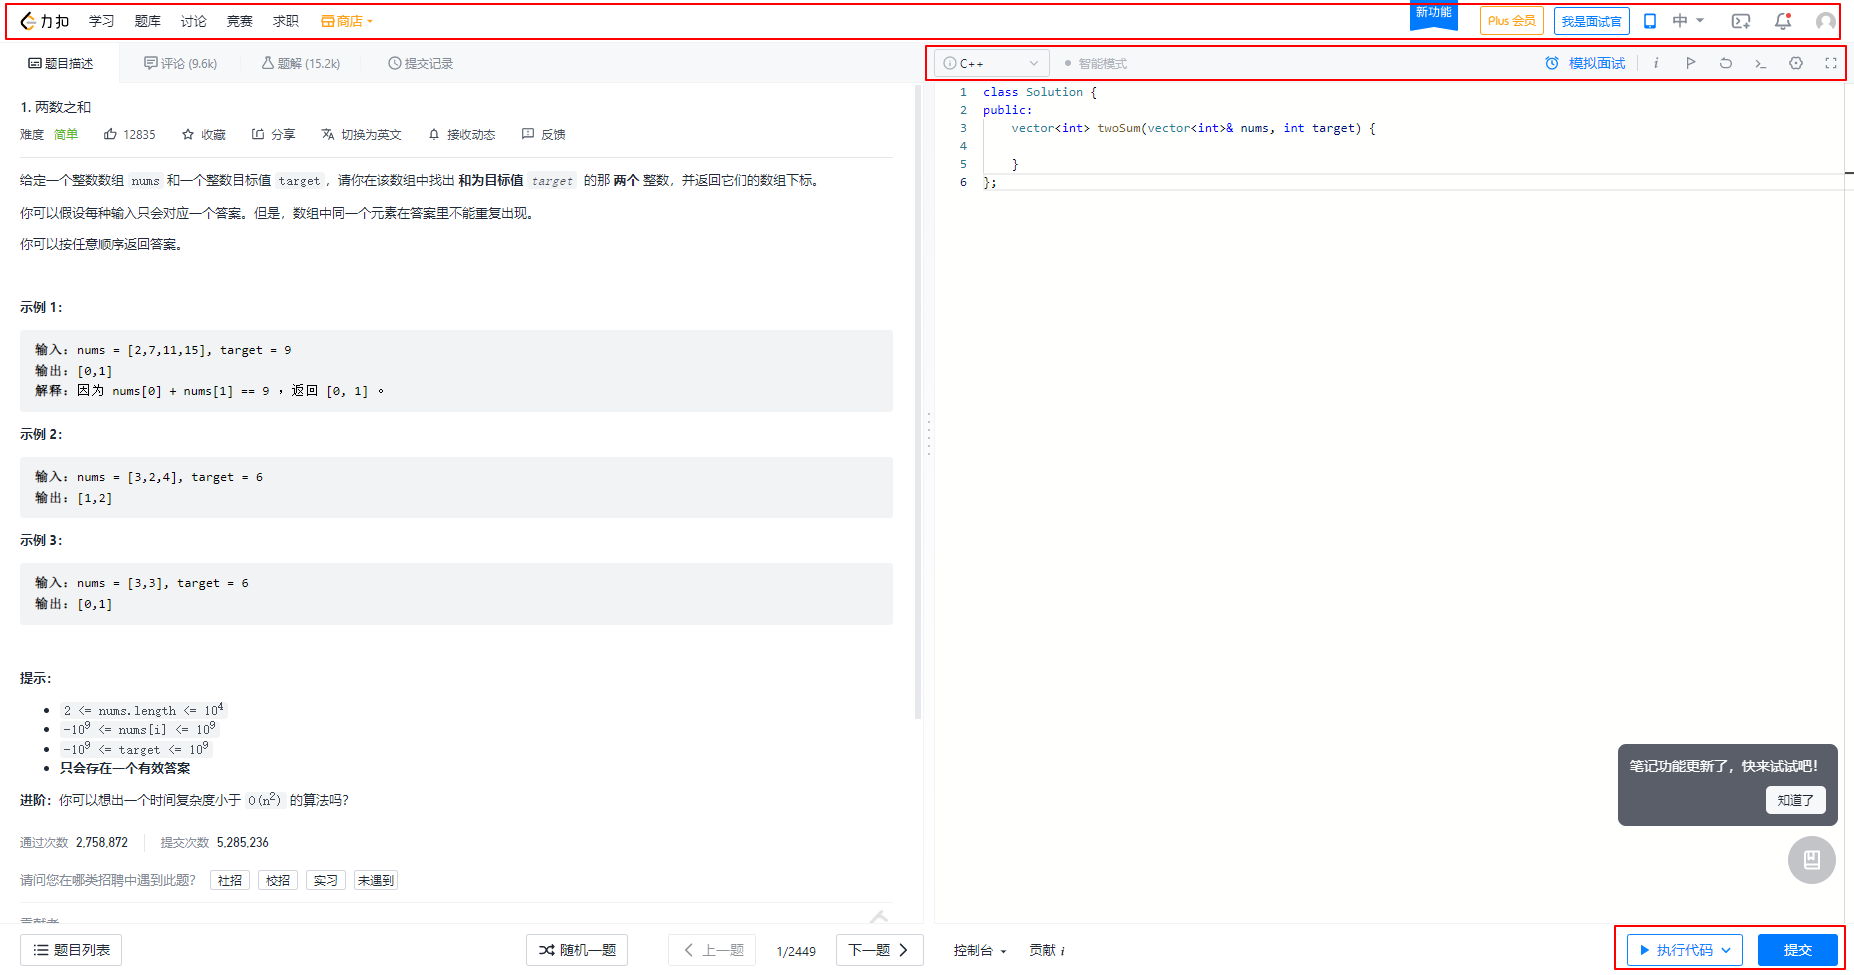 力扣 学习 题库 讨论 竞赛 求职 商店 新功能 Plus 会员 我是面试官 中
题目描述 评论 (9.6k) 题解 (15.2k) 提交记录
i C++ 智能模式 模拟面试 i
1. 两数之和
难度 简单 12835 收藏 分享 切换为英文 接收动态 反馈
给定一个整数数组 nums 和一个整数目标值 target，请你在该数组中找出 和为目标值 target 的那 两个 整数，并返回它们的数组下标。
你可以假设每种输入只会对应一个答案。但是，数组中同一个元素在答案里不能重复出现。
你可以按任意顺序返回答案。
示例 1：
输入：nums = [2,7,11,15], target = 9
输出：[0,1]
解释：因为 nums[0] + nums[1] == 9 ，返回 [0, 1] 。
示例 2：
输入：nums = [3,2,4], target = 6
输出：[1,2]
示例 3：
输入：nums = [3,3], target = 6
输出：[0,1]
提示：
2 <= nums.length <= 10⁴
-10⁹ <= nums[i] <= 10⁹
-10⁹ <= target <= 10⁹
只会存在一个有效答案
进阶：你可以想出一个时间复杂度小于 O(n²) 的算法吗？
通过次数 2,758,872 提交次数 5,285,236
请问您在哪类招聘中遇到此题？ 社招 校招 实习 未遇到
1 class Solution {
2 public:
3     vector<int> twoSum(vector<int>& nums, int target) {
4
5     }
6 };
笔记功能更新了，快来试试吧！
知道了
题目列表 随机一题 上一题 1/2449 下一题 控制台 贡献 i 执行代码 提交